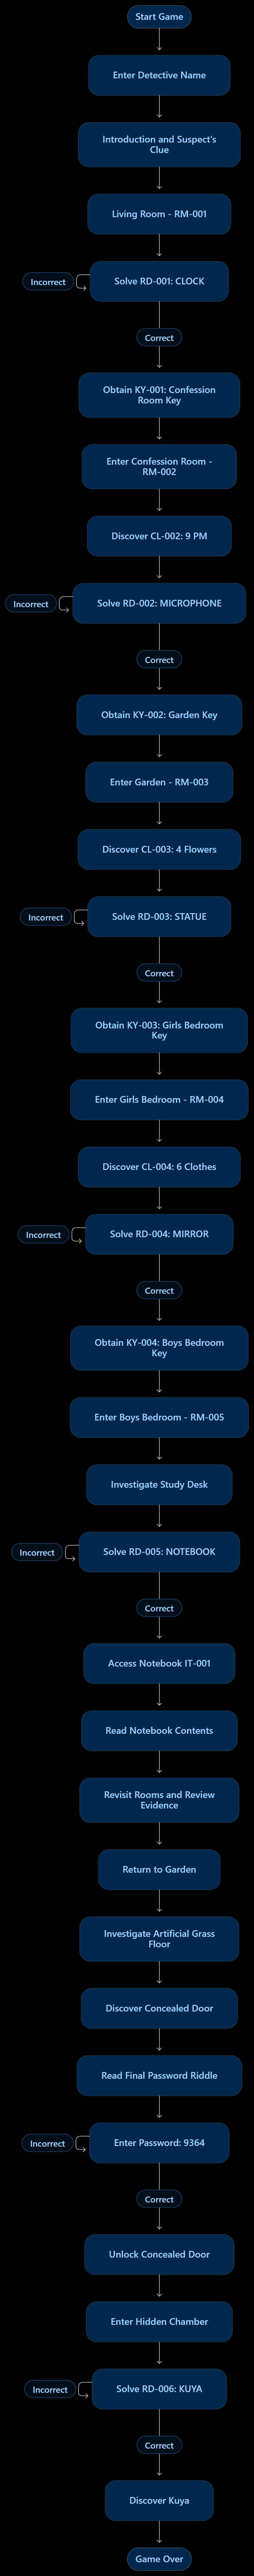 Start Game
Enter Detective Name
Introduction and Suspect's
Clue
Living Room - RM-001
Incorrect
Solve RD-001: CLOCK
Correct
Obtain KY-001: Confession
Room Key
Enter Confession Room -
RM-002
Discover CL-002: 9 PM
Incorrect
Solve RD-002: MICROPHONE
Correct
Obtain KY-002: Garden Key
Enter Garden - RM-003
Discover CL-003: 4 Flowers
Incorrect
Solve RD-003: STATUE
Correct
Obtain KY-003: Girls Bedroom
Key
Enter Girls Bedroom - RM-004
Discover CL-004: 6 Clothes
Incorrect
Solve RD-004: MIRROR
Correct
Obtain KY-004: Boys Bedroom
Key
Enter Boys Bedroom - RM-005
Investigate Study Desk
Incorrect
Solve RD-005: NOTEBOOK
Correct
Access Notebook IT-001
Read Notebook Contents
Revisit Rooms and Review
Evidence
Return to Garden
Investigate Artificial Grass
Floor
Discover Concealed Door
Read Final Password Riddle
Incorrect
Enter Password: 9364
Correct
Unlock Concealed Door
Enter Hidden Chamber
Incorrect
Solve RD-006: KUYA
Correct
Discover Kuya
Game Over